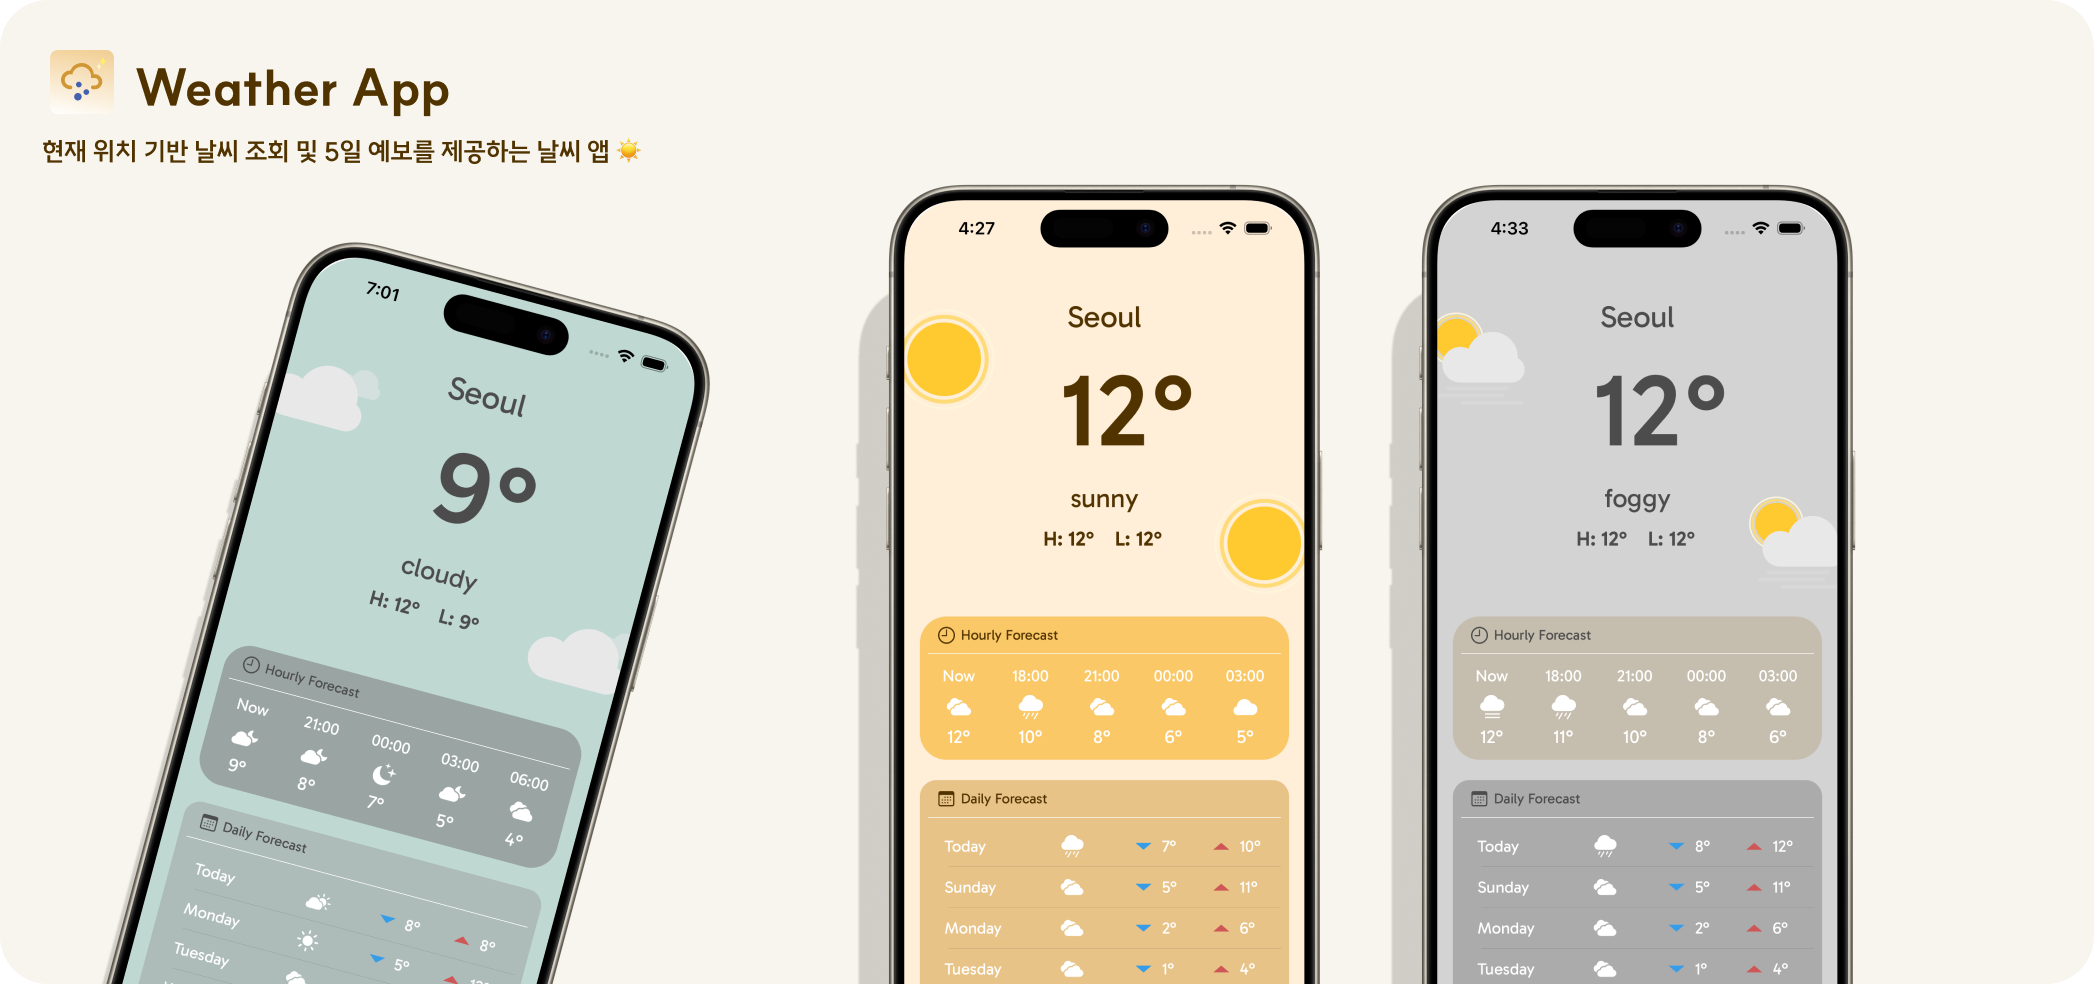 Weather App
현재 위치 기반 날씨 조회 및 5일 예보를 제공하는 날씨 앱 ☀️
7:01
Seoul
9°
cloudy
H: 12° L: 9°
Hourly Forecast
Now 21:00 00:00 03:00 06:00
9° 8° 7° 5° 4°
Daily Forecast
Today 8° 8°
Monday 5°
Tuesday
4:27
Seoul
12°
sunny
H: 12° L: 12°
Hourly Forecast
Now 18:00 21:00 00:00 03:00
12° 10° 8° 6° 5°
Daily Forecast
Today 7° 10°
Sunday 5° 11°
Monday 2° 6°
Tuesday 1° 4°
4:33
Seoul
12°
foggy
H: 12° L: 12°
Hourly Forecast
Now 18:00 21:00 00:00 03:00
12° 11° 10° 8° 6°
Daily Forecast
Today 8° 12°
Sunday 5° 11°
Monday 2° 6°
Tuesday 1° 4°